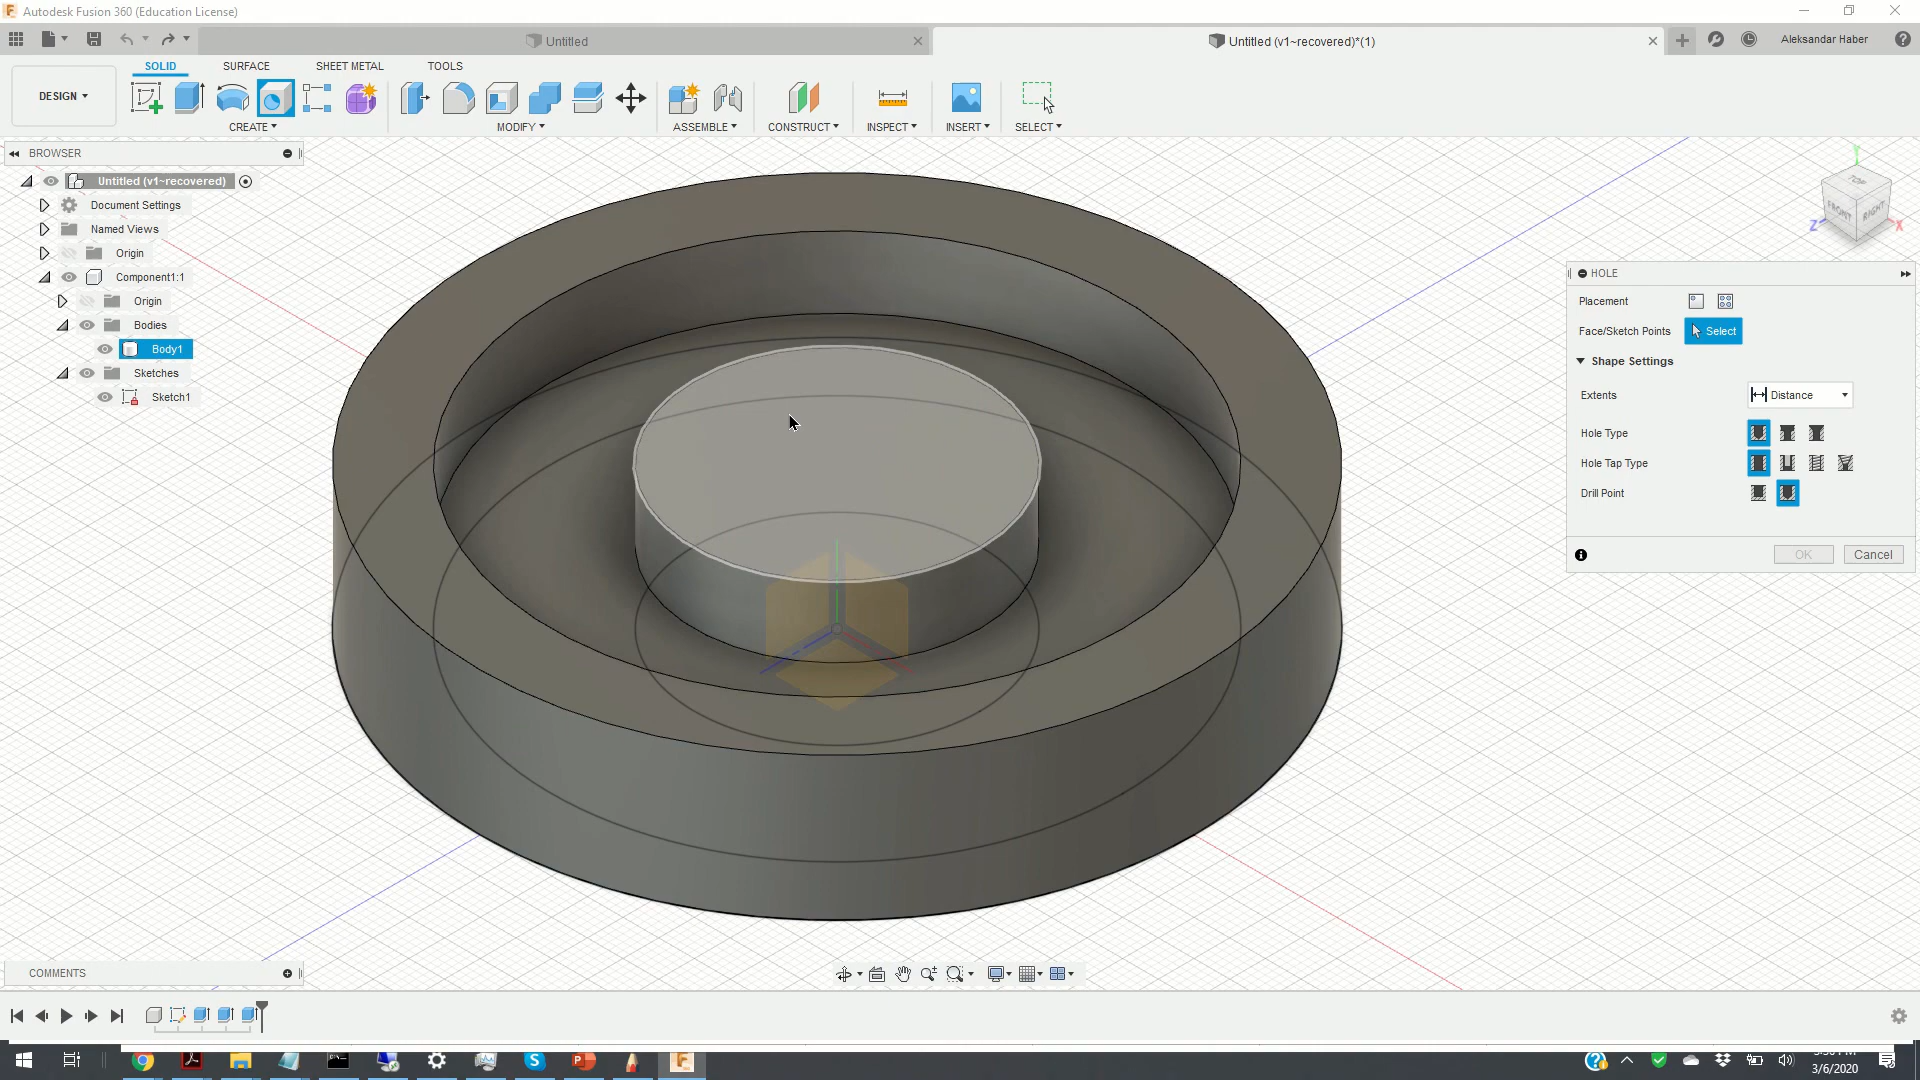 Autodesk Fusion 360 (Education License)
Untitled
Untitled (v1~recovered)*(1)
Aleksandar Haber
SOLID SURFACE SHEET METAL TOOLS
DESIGN
CREATE MODIFY ASSEMBLE CONSTRUCT INSPECT INSERT SELECT
BROWSER
Untitled (v1~recovered)
Document Settings
Named Views
Origin
Component1:1
Origin
Bodies
Body1
Sketches
Sketch1
Y
TOP
FRONT RIGHT
Z X
HOLE
Placement
Face/Sketch Points Select
Shape Settings
Extents Distance
Hole Type
Hole Tap Type
Drill Point
OK Cancel
COMMENTS
3/6/2020